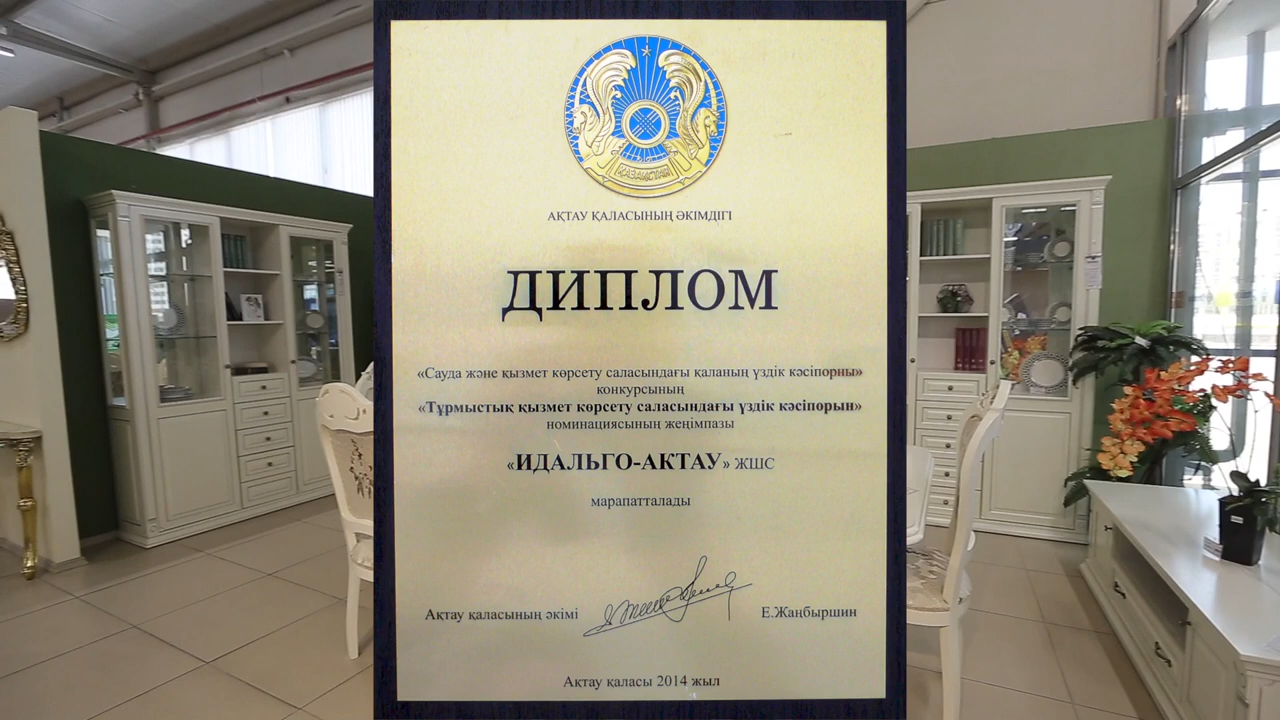 ҚАЗАҚСТАН
АҚТАУ ҚАЛАСЫНЫҢ ӘКІМДІГІ
ДИПЛОМ
«Сауда және қызмет көрсету саласындағы қаланың үздік кәсіпорны»
конкурсының
«Тұрмыстық қызмет көрсету саласындағы үздік кәсіпорын»
номинациясының жеңімпазы
«ИДАЛЬГО-АКТАУ» ЖШС
марапатталады
Ақтау қаласының әкімі Е.Жаңбыршин
Ақтау қаласы 2014 жыл